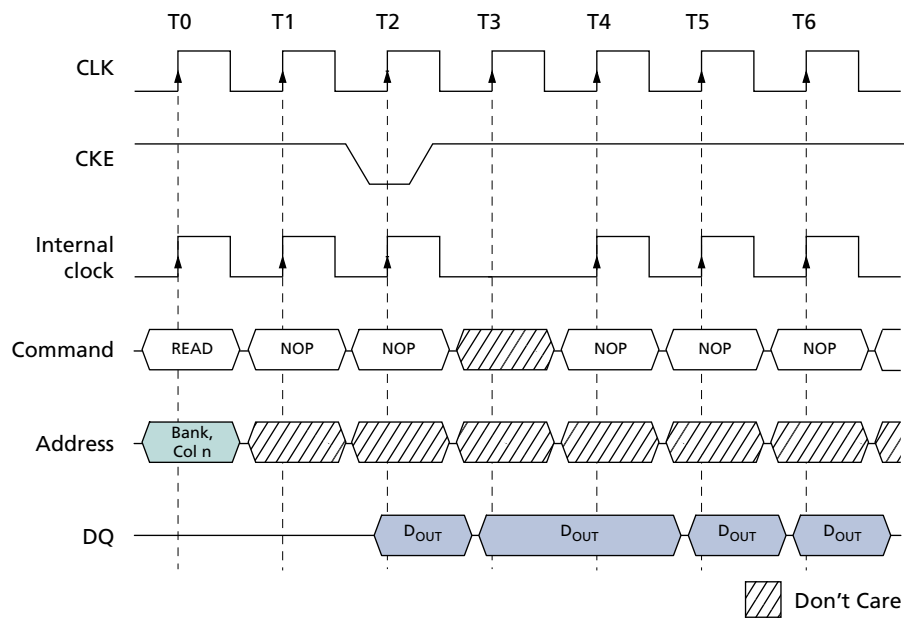 T0 T1 T2 T3 T4 T5 T6
CLK
CKE
Internal
clock
Command READ NOP NOP NOP NOP NOP
Address Bank,
Col n
DQ DOUT DOUT DOUT DOUT
Don't Care